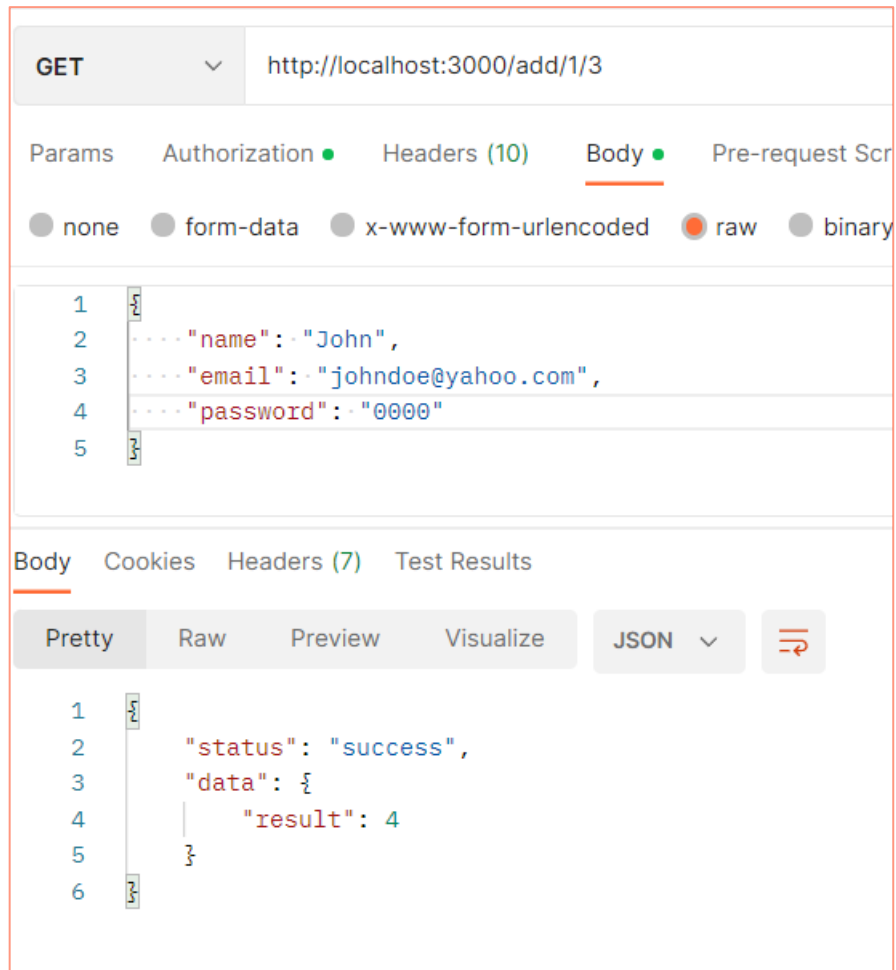 GET http://localhost:3000/add/1/3
Params Authorization Headers (10) Body Pre-request Scr
none form-data x-www-form-urlencoded raw binary
1 {
2 "name": "John",
3 "email": "johndoe@yahoo.com",
4 "password": "0000"
5 }
Body Cookies Headers (7) Test Results
Pretty Raw Preview Visualize JSON
1 {
2 "status": "success",
3 "data": {
4 "result": 4
5 }
6 }